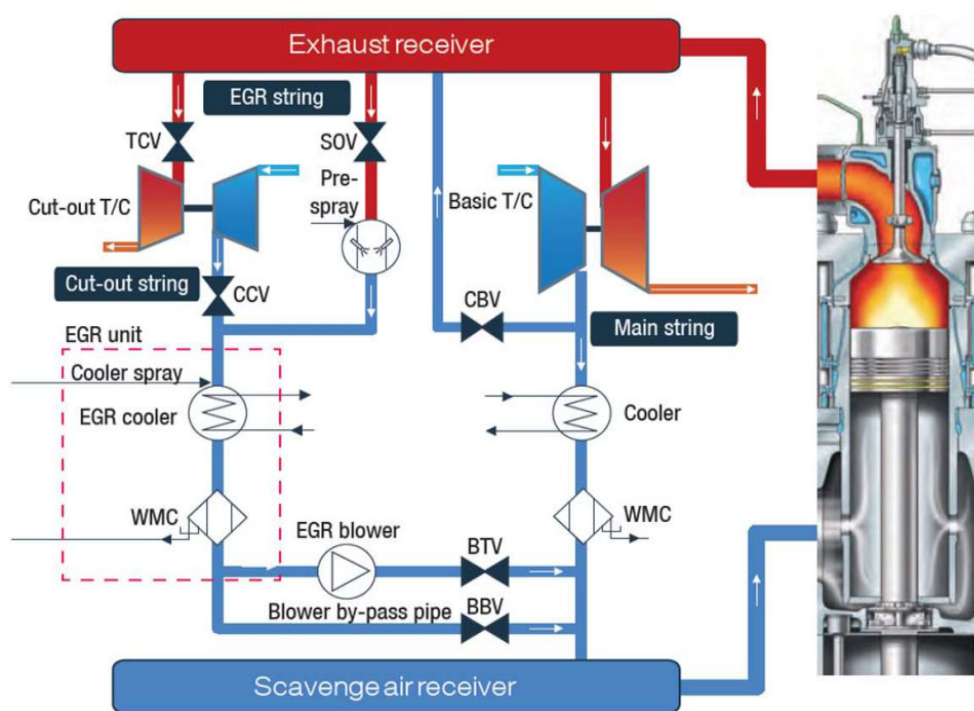 Exhaust receiver
EGR string
TCV
SOV
Pre-
spray
Cut-out T/C
Basic T/C
Cut-out string
CCV
CBV
Main string
EGR unit
Cooler spray
EGR cooler
Cooler
WMC
WMC
EGR blower
BTV
Blower by-pass pipe
BBV
Scavenge air receiver